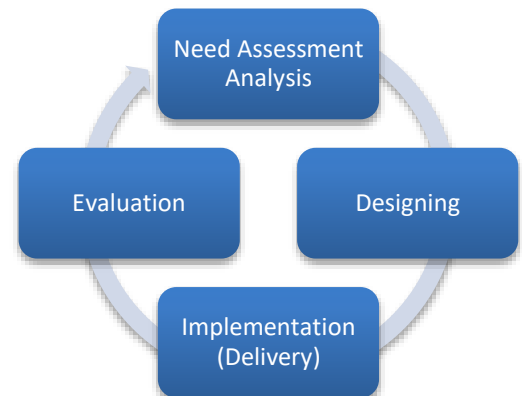 Need Assessment
Analysis
Evaluation
Designing
Implementation
(Delivery)